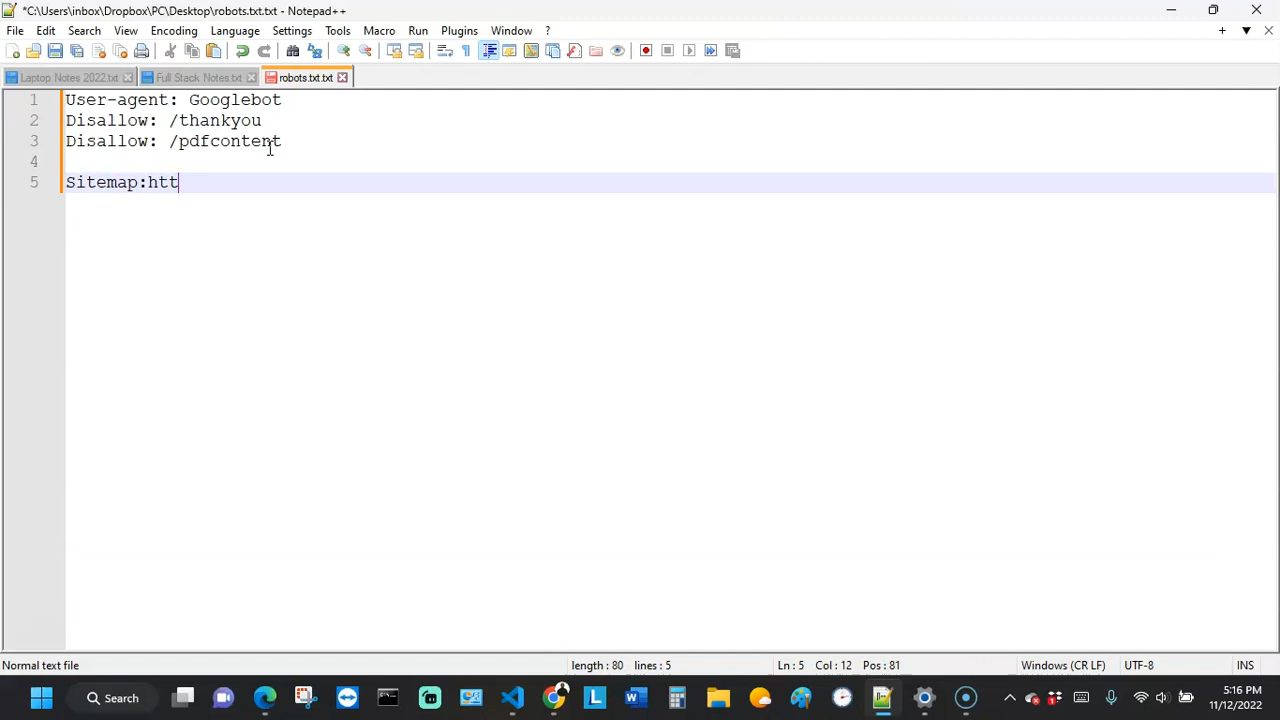 *C:\Users\inbox\Dropbox\PC\Desktop\robots.txt.txt - Notepad++
File Edit Search View Encoding Language Settings Tools Macro Run Plugins Window ?
Laptop Notes 2022.txt Full Stack Notes.txt robots.txt.txt
1 User-agent: Googlebot
2 Disallow: /thankyou
3 Disallow: /pdfcontent
4
5 Sitemap:htt
Normal text file length : 80 lines : 5 Ln : 5 Col : 12 Pos : 81 Windows (CR LF) UTF-8 INS
Search 5:16 PM
11/12/2022